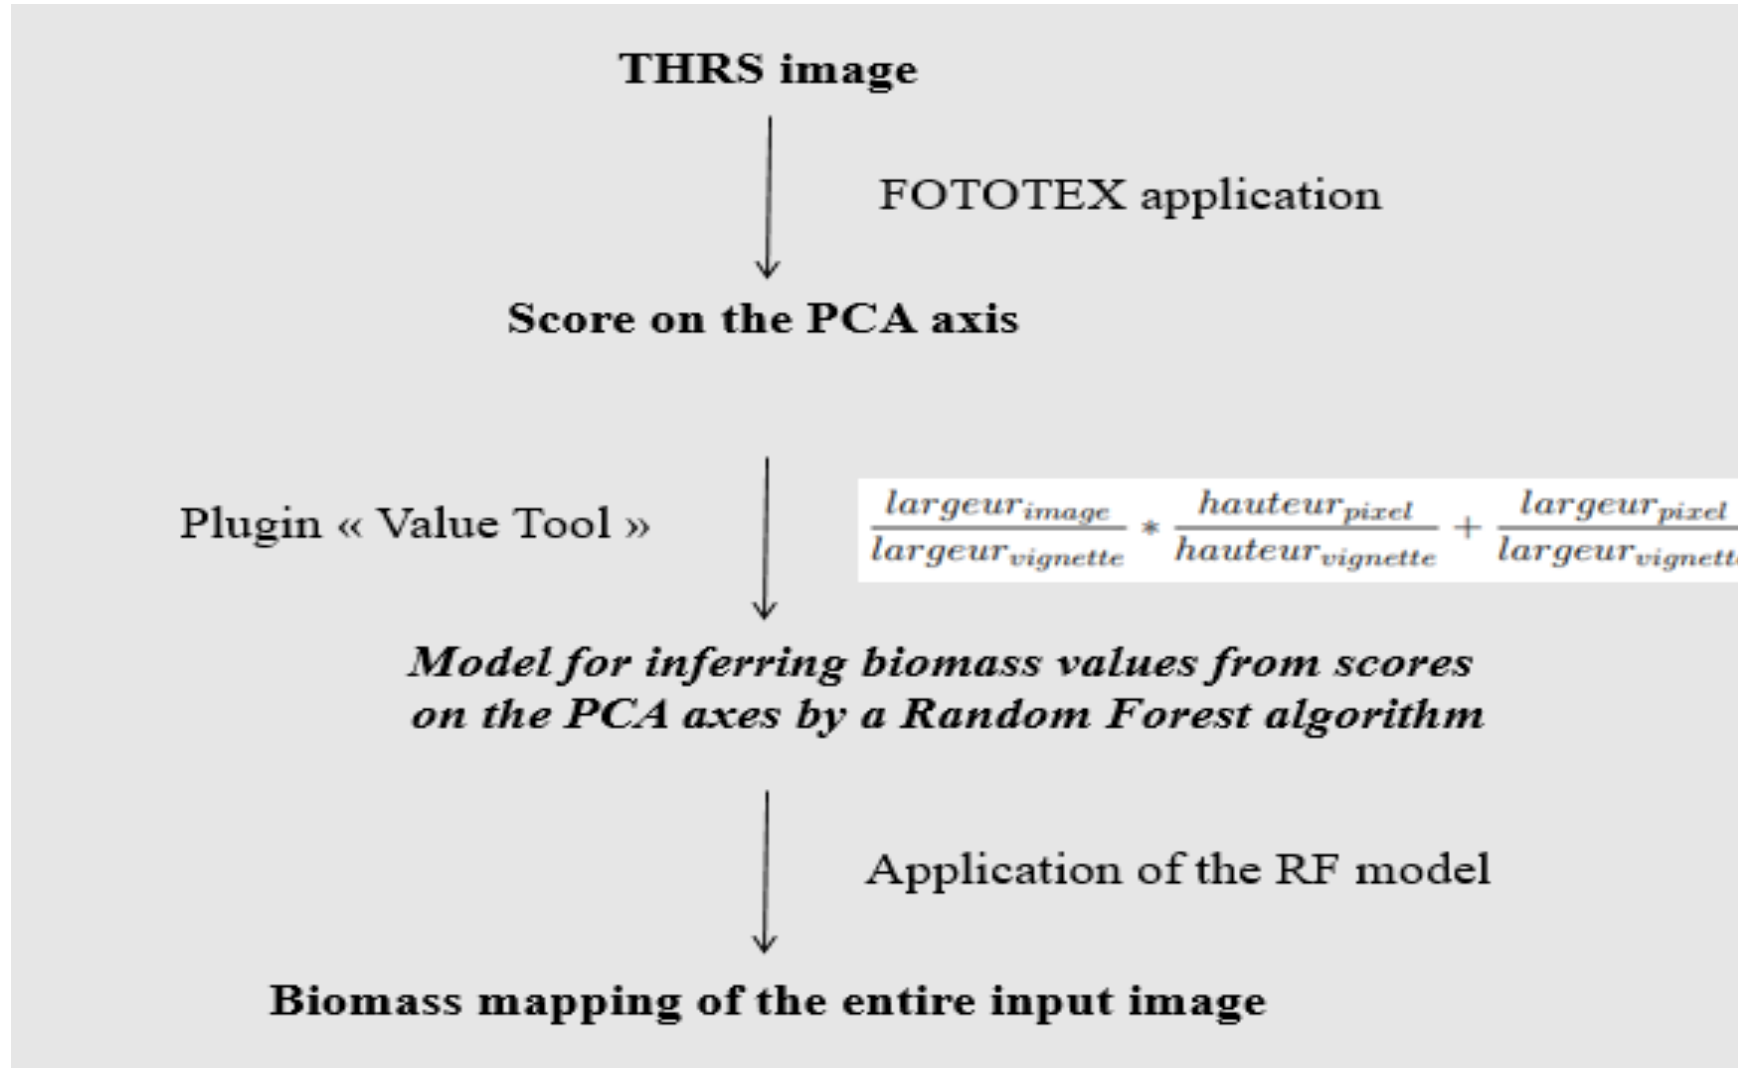 THRS image
FOTOTEX application
Score on the PCA axis
Plugin « Value Tool »
largeur_image / largeur_vignette * hauteur_pixel / hauteur_vignette + largeur_pixel / largeur_vignette
Model for inferring biomass values from scores
on the PCA axes by a Random Forest algorithm
Application of the RF model
Biomass mapping of the entire input image